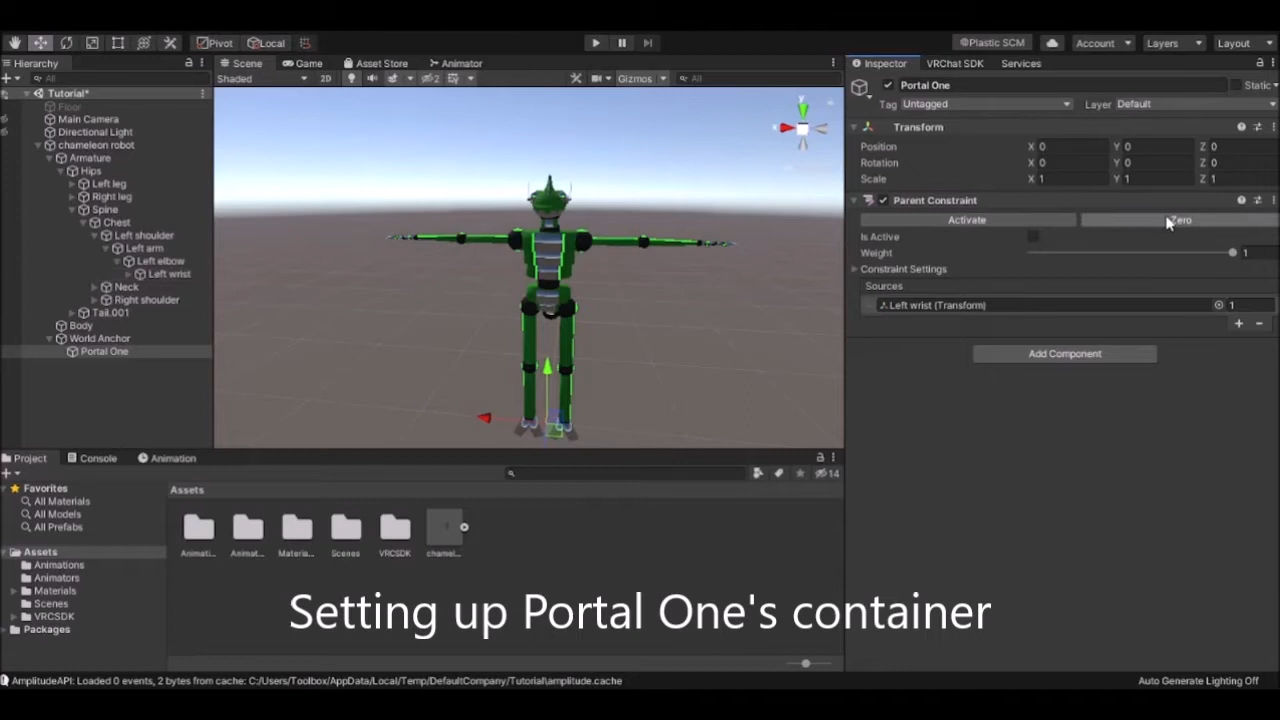 Pivot
Local
Plastic SCM
Account
Layers
Layout
Hierarchy
Scene
Game
Asset Store
Animator
Inspector
VRChat SDK
Services
All
Shaded
2D
2
Gizmos
All
Portal One
Static
Tag Untagged
Layer Default
Tutorial*
Floor
Main Camera
Directional Light
chameleon robot
Armature
Hips
Left leg
Right leg
Spine
Chest
Left shoulder
Left arm
Left elbow
Left wrist
Neck
Right shoulder
Tail.001
Body
World Anchor
Portal One
y
x
Transform
Position X 0 Y 0 Z 0
Rotation X 0 Y 0 Z 0
Scale X 1 Y 1 Z 1
Parent Constraint
Activate
Zero
Is Active
Weight 1
Constraint Settings
Sources
Left wrist (Transform) 1
Add Component
Project
Console
Animation
14
Favorites
All Materials
All Models
All Prefabs
Assets
Animations
Animators
Materials
Scenes
VRCSDK
Packages
Assets
Animati...
Animat...
Materia...
Scenes
VRCSDK
chamel...
Setting up Portal One's container
AmplitudeAPI: Loaded 0 events, 2 bytes from cache: C:/Users/Toolbox/AppData/Local/Temp/DefaultCompany/Tutorial\amplitude.cache
Auto Generate Lighting Off